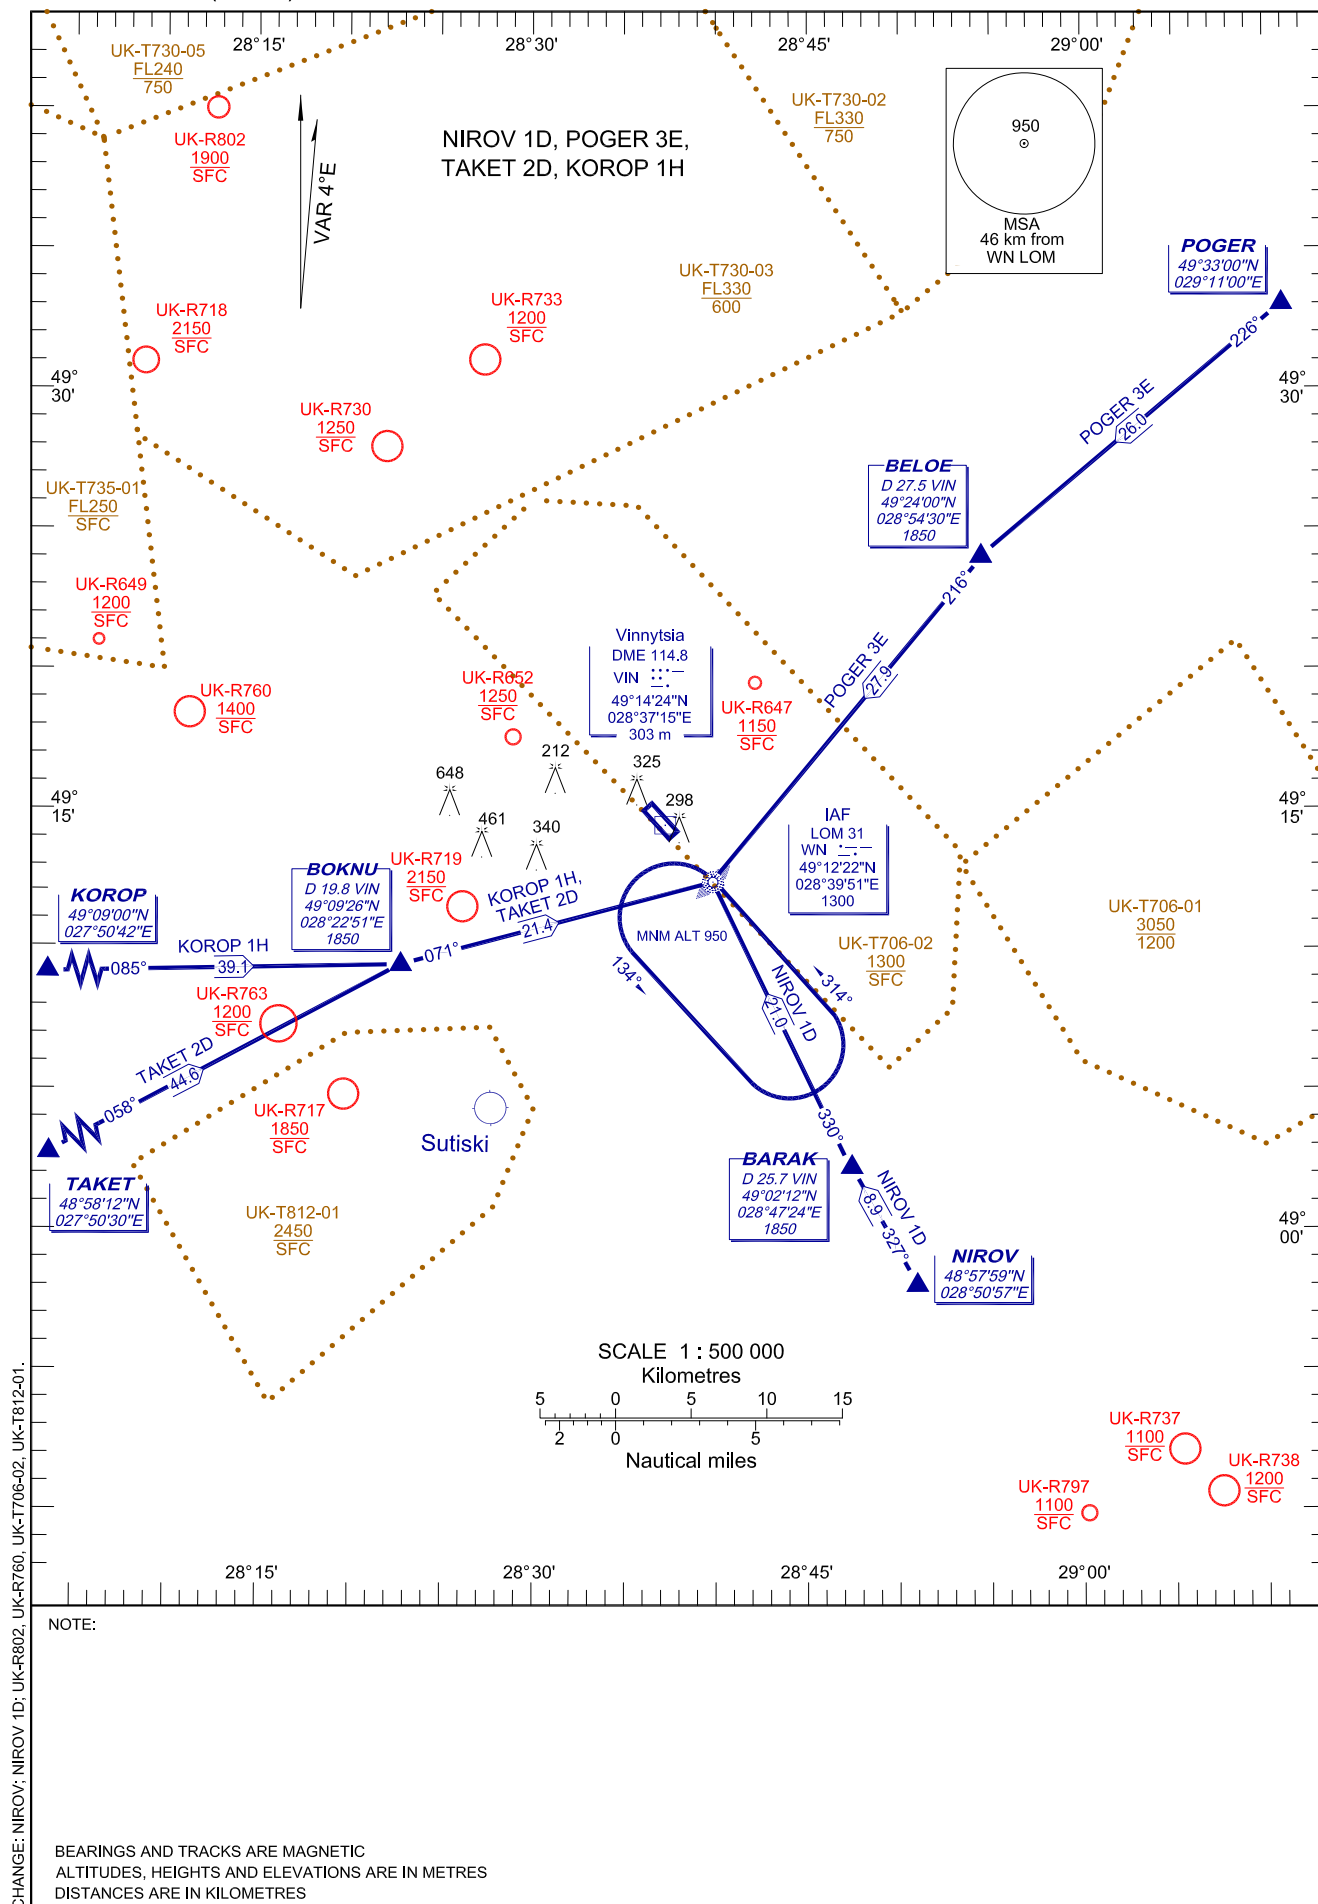 28°15'
28°30'
28°45'
29°00'
UK-T730-05
FL240
750
UK-R802
1900
SFC
VAR 4°E
NIROV 1D, POGER 3E,
TAKET 2D, KOROP 1H
UK-T730-02
FL330
750
950
MSA
46 km from
WN LOM
POGER
49°33'00"N
029°11'00"E
226°
UK-T730-03
FL330
600
UK-R718
2150
SFC
UK-R733
1200
SFC
49°
30'
49°
30'
UK-R730
1250
SFC
POGER 3E
26.0
BELOE
D 27.5 VIN
49°24'00"N
028°54'30"E
1850
UK-T735-01
FL250
SFC
216°
UK-R649
1200
SFC
Vinnytsia
DME 114.8
VIN
49°14'24"N
028°37'15"E
303 m
POGER 3E
27.9
UK-R652
1250
SFC
UK-R647
1150
SFC
UK-R760
1400
SFC
648
212
325
298
461
340
49°
15'
49°
15'
IAF
LOM 31
WN
49°12'22"N
028°39'51"E
1300
UK-R719
2150
SFC
BOKNU
D 19.8 VIN
49°09'26"N
028°22'51"E
1850
KOROP 1H,
TAKET 2D
21.4
071°
KOROP
49°09'00"N
027°50'42"E
KOROP 1H
085°
39.1
MNM ALT 950
134°
314°
NIROV 1D
21.0
UK-T706-02
1300
SFC
UK-T706-01
3050
1200
UK-R763
1200
SFC
TAKET 2D
44.6
058°
UK-R717
1850
SFC
Sutiski
330°
TAKET
48°58'12"N
027°50'30"E
BARAK
D 25.7 VIN
49°02'12"N
028°47'24"E
1850
NIROV 1D
8.9
327°
UK-T812-01
2450
SFC
49°
00'
NIROV
48°57'59"N
028°50'57"E
SCALE 1 : 500 000
Kilometres
5 0 5 10 15
2 0 5
Nautical miles
UK-R737
1100
SFC
UK-R738
1200
SFC
UK-R797
1100
SFC
28°15'
28°30'
28°45'
29°00'
CHANGE: NIROV; NIROV 1D; UK-R802, UK-R760, UK-T706-02, UK-T812-01.
NOTE:
BEARINGS AND TRACKS ARE MAGNETIC
ALTITUDES, HEIGHTS AND ELEVATIONS ARE IN METRES
DISTANCES ARE IN KILOMETRES